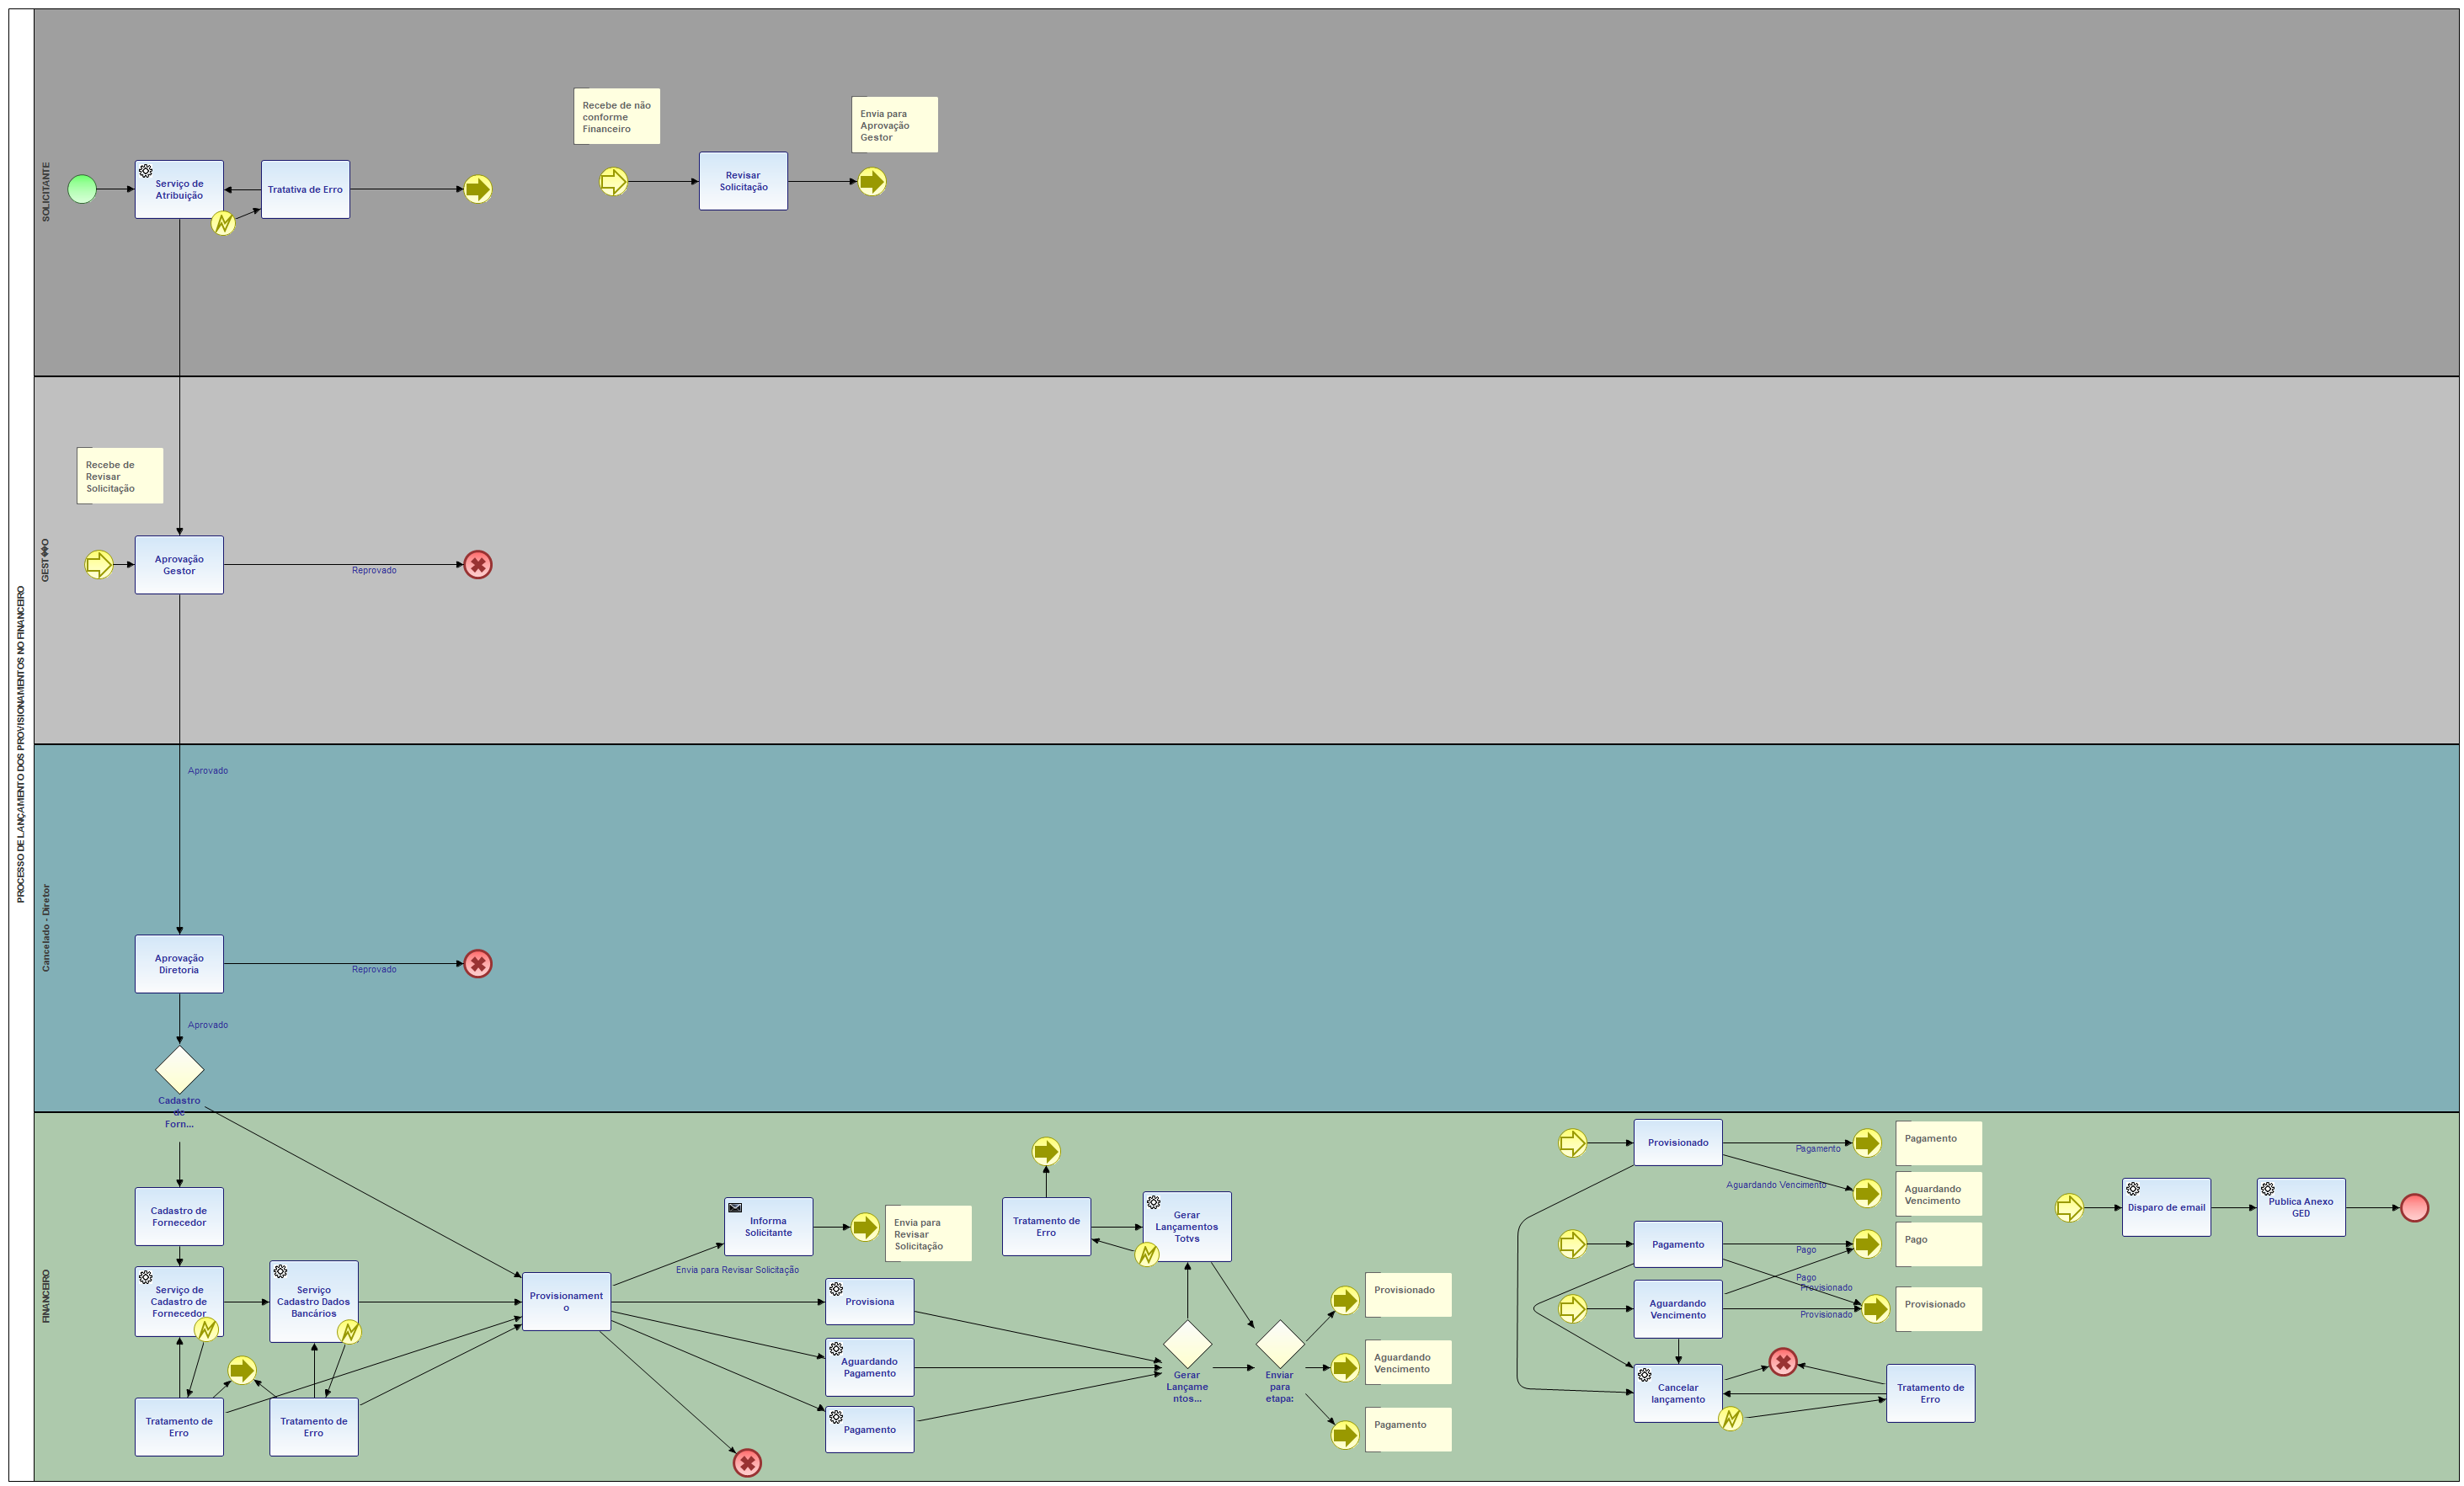 PROCESSO DE LANÇAMENTO DOS PROVISIONAMENTOS NO FINANCEIRO
SOLICITANTE
Serviço de
Atribuição
Tratativa de Erro
Recebe de não
conforme
Financeiro
Revisar
Solicitação
Envia para
Aprovação
Gestor
GEST��O
Recebe de
Revisar
Solicitação
Aprovação
Gestor
Reprovado
Cancelado - Diretor
Aprovado
Aprovação
Diretoria
Reprovado
Aprovado
Cadastro
de
Forn...
FINANCEIRO
Cadastro de
Fornecedor
Serviço de
Cadastro de
Fornecedor
Serviço
Cadastro Dados
Bancários
Tratamento de
Erro
Tratamento de
Erro
Provisionament
o
Informa
Solicitante
Envia para
Revisar
Solicitação
Envia para Revisar Solicitação
Provisiona
Aguardando
Pagamento
Pagamento
Tratamento de
Erro
Gerar
Lançamentos
Totvs
Gerar
Lançame
ntos...
Enviar
para
etapa:
Provisionado
Aguardando
Vencimento
Pagamento
Provisionado
Pagamento
Pagamento
Aguardando Vencimento
Aguardando
Vencimento
Pagamento
Pago
Pago
Pago
Provisionado
Aguardando
Vencimento
Provisionado
Provisionado
Cancelar
lançamento
Tratamento de
Erro
Disparo de email
Publica Anexo
GED